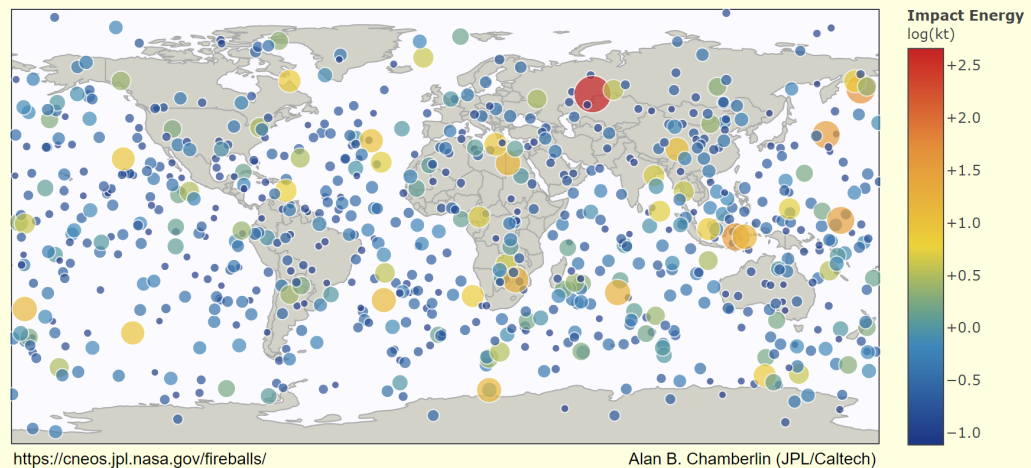 Impact Energy
log(kt)
+2.5
+2.0
+1.5
+1.0
+0.5
+0.0
−0.5
−1.0
https://cneos.jpl.nasa.gov/fireballs/
Alan B. Chamberlin (JPL/Caltech)